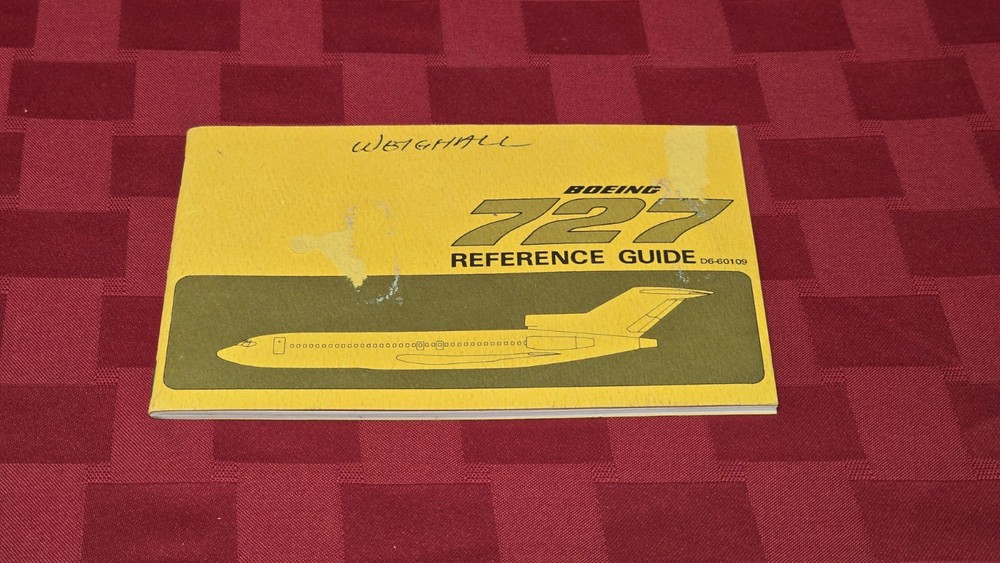 WEIGHALL
BOEING
727
REFERENCE GUIDE D6-60109